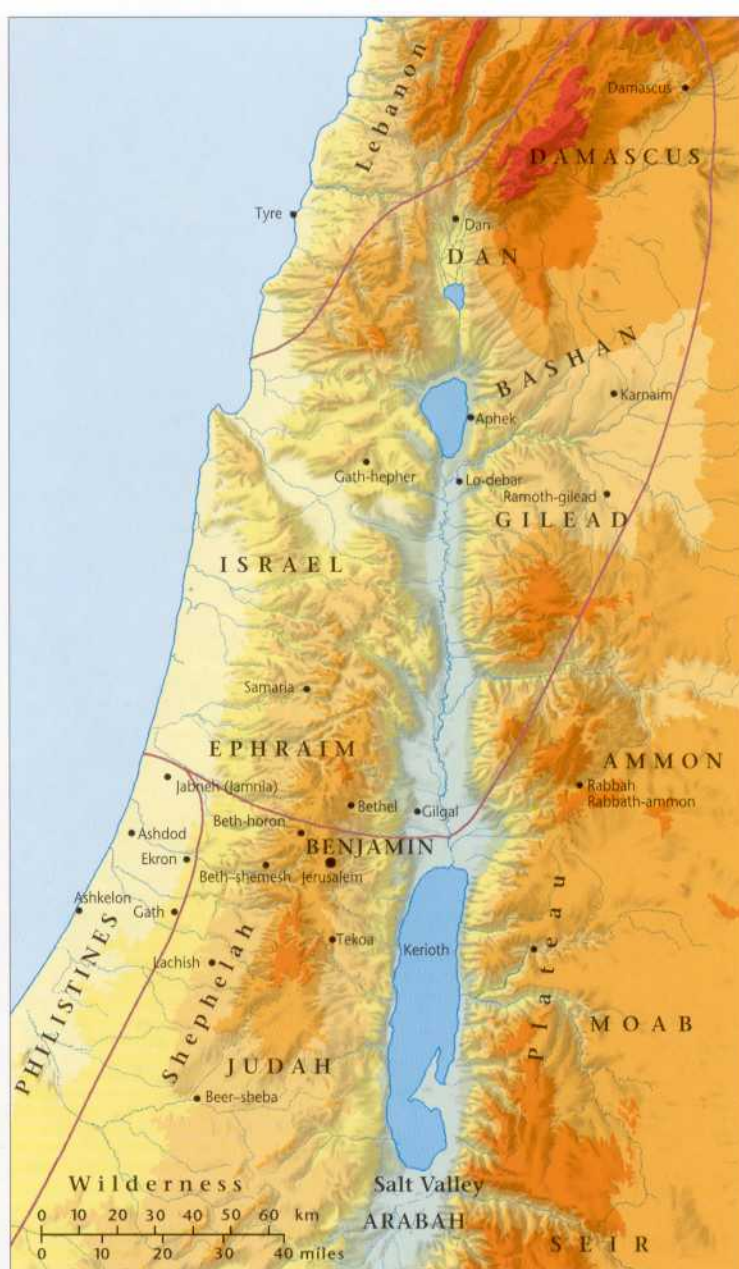 Lebanon
Damascus
DAMASCUS
Tyre
Dan
DAN
BASHAN
Karnaim
Aphek
Gath-hepher
Lo-debar
Ramoth-gilead
GILEAD
ISRAEL
Samaria
EPHRAIM
AMMON
Jabneh (Jamnia)
Rabbah
Rabbath-ammon
Bethel
Gilgal
Beth-horon
Ashdod
BENJAMIN
Ekron
Beth-shemesh
Jerusalem
Ashkelon
Gath
Plateau
PHILISTINES
Shephelah
Tekoa
Kerioth
Lachish
MOAB
JUDAH
Beer-sheba
Wilderness
Salt Valley
0 10 20 30 40 50 60 km
ARABAH
0 10 20 30 40 miles
SEIR